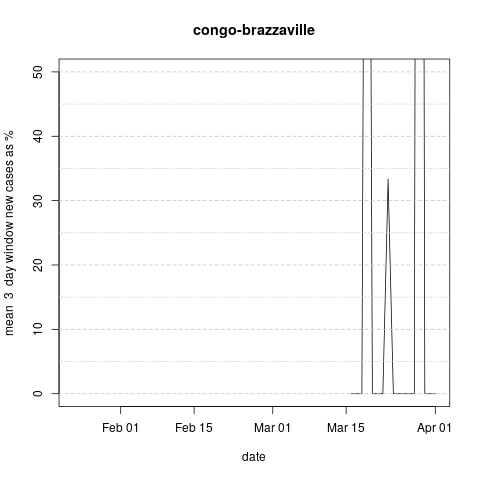 congo-brazzaville
mean 3 day window new cases as %
50
40
30
20
10
0
Feb 01 Feb 15 Mar 01 Mar 15 Apr 01
date